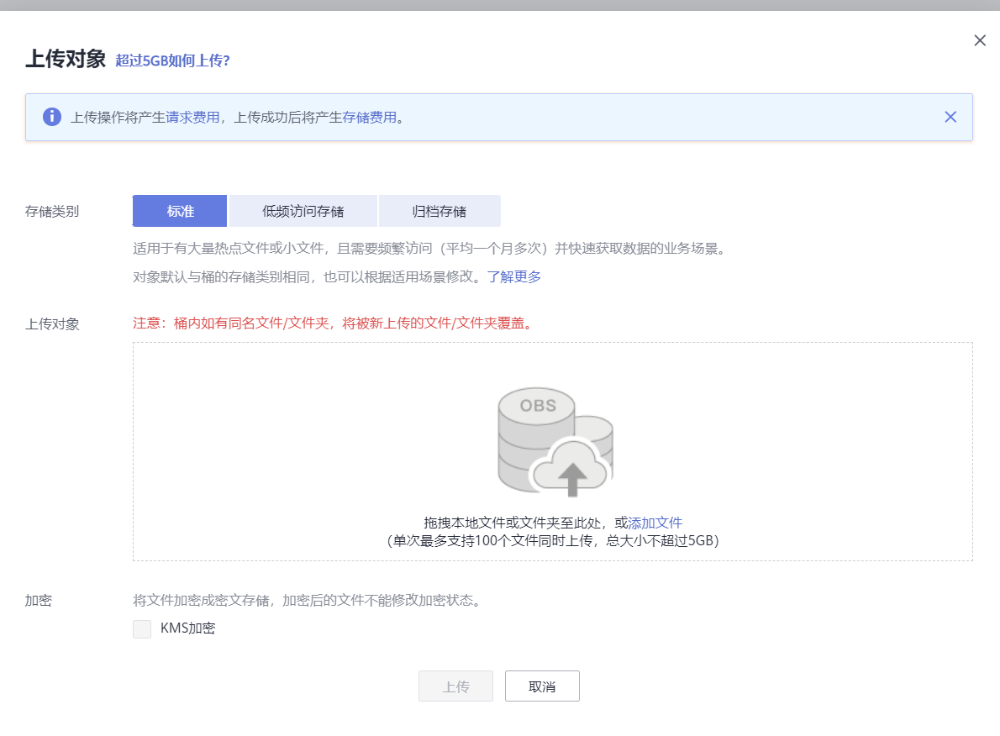 上传对象 超过5GB如何上传?
上传操作将产生请求费用，上传成功后将产生存储费用。
存储类别 标准 低频访问存储 归档存储
适用于有大量热点文件或小文件，且需要频繁访问（平均一个月多次）并快速获取数据的业务场景。
对象默认与桶的存储类别相同，也可以根据适用场景修改。了解更多
上传对象 注意：桶内如有同名文件/文件夹，将被新上传的文件/文件夹覆盖。
OBS
拖拽本地文件或文件夹至此处，或添加文件
（单次最多支持100个文件同时上传，总大小不超过5GB）
加密 将文件加密成密文存储，加密后的文件不能修改加密状态。
KMS加密
上传 取消